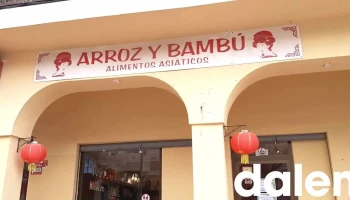 ARROZ Y BAMBÚ
ALIMENTOS ASIÁTICOS
dalen